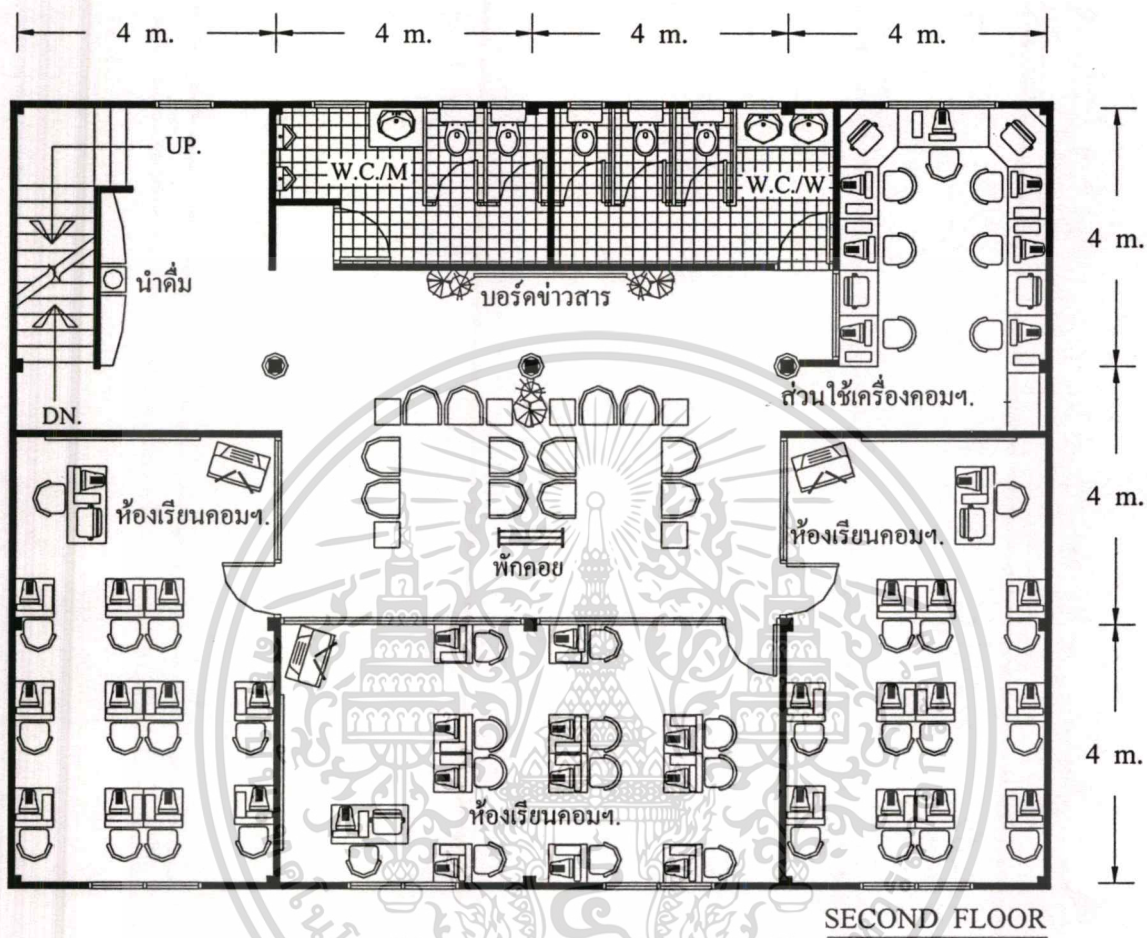 4 m.
4 m.
4 m.
4 m.
UP.
W.C./M
W.C./W
4 m.
นำดื่ม
บอร์ดข่าวสาร
ส่วนใช้เครื่องคอมฯ.
DN.
4 m.
ห้องเรียนคอมฯ.
ห้องเรียนคอมฯ.
พักคอย
4 m.
ห้องเรียนคอมฯ.
SECOND FLOOR